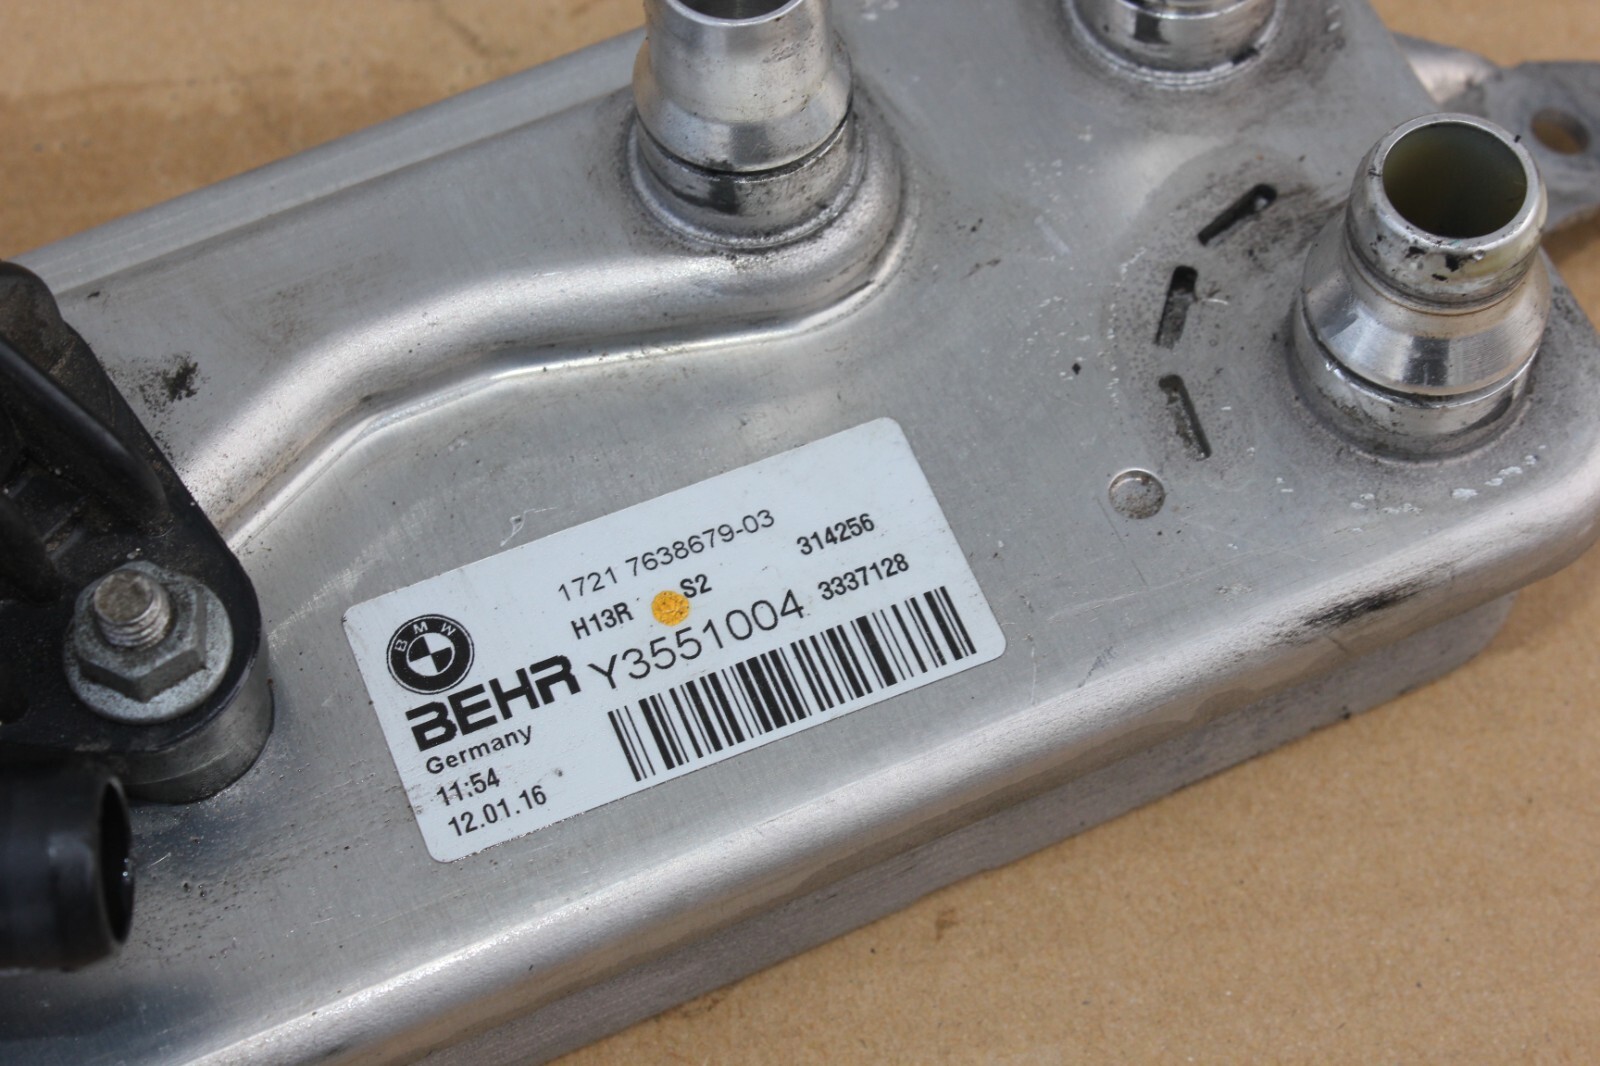 1721 7638679-03
H13R S2 314256
BMW
BEHR Y3551004 3337128
Germany
11:54
12.01.16